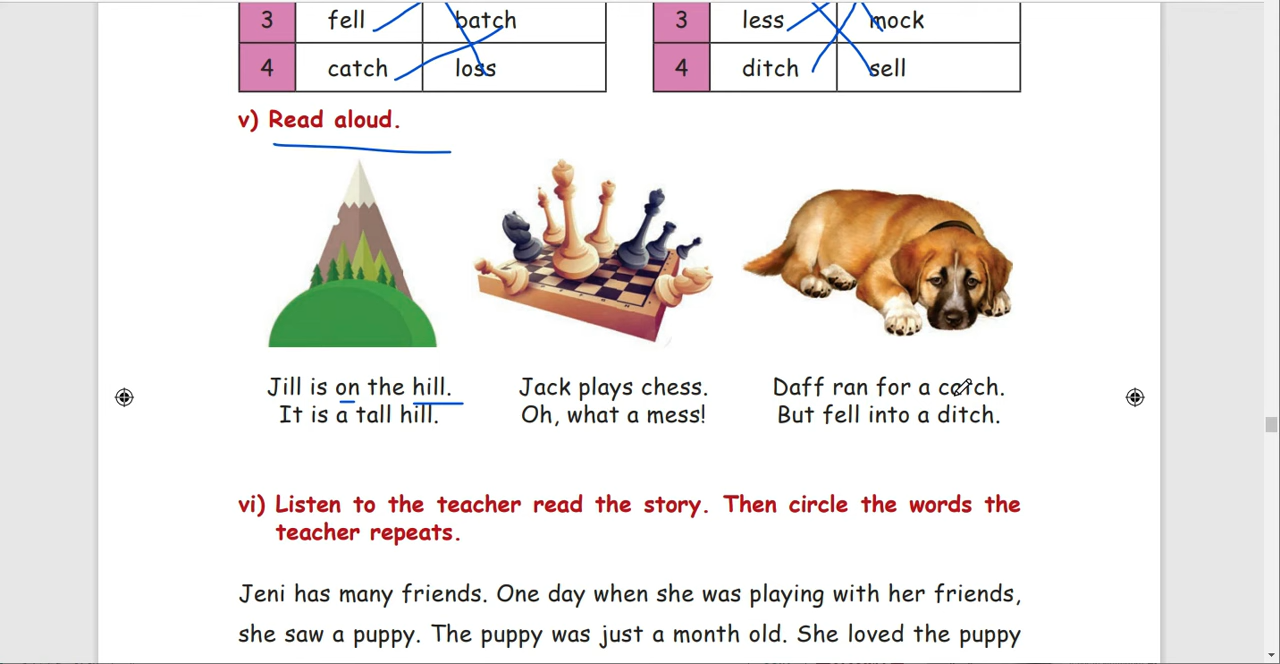 3 fell batch
4 catch loss
3 less mock
4 ditch sell
v) Read aloud.
Jill is on the hill.
It is a tall hill.
Jack plays chess.
Oh, what a mess!
Daff ran for a catch.
But fell into a ditch.
vi) Listen to the teacher read the story. Then circle the words the
teacher repeats.
Jeni has many friends. One day when she was playing with her friends,
she saw a puppy. The puppy was just a month old. She loved the puppy